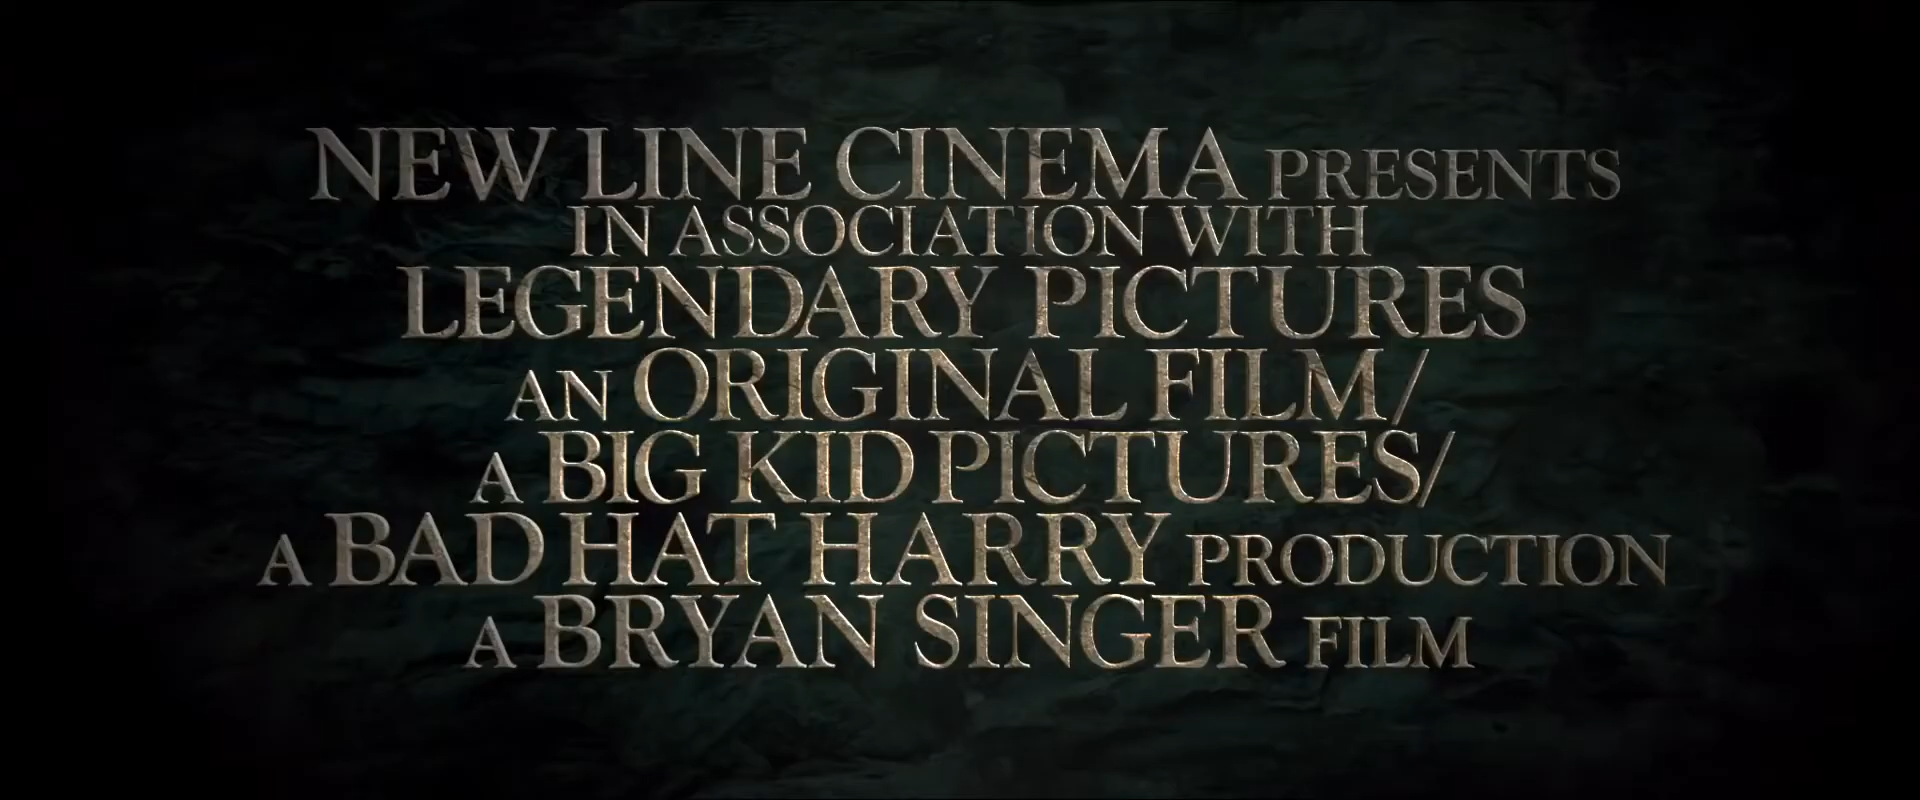 NEW LINE CINEMA PRESENTS
IN ASSOCIATION WITH
LEGENDARY PICTURES
AN ORIGINAL FILM/
A BIG KID PICTURES/
A BAD HAT HARRY PRODUCTION
A BRYAN SINGER FILM